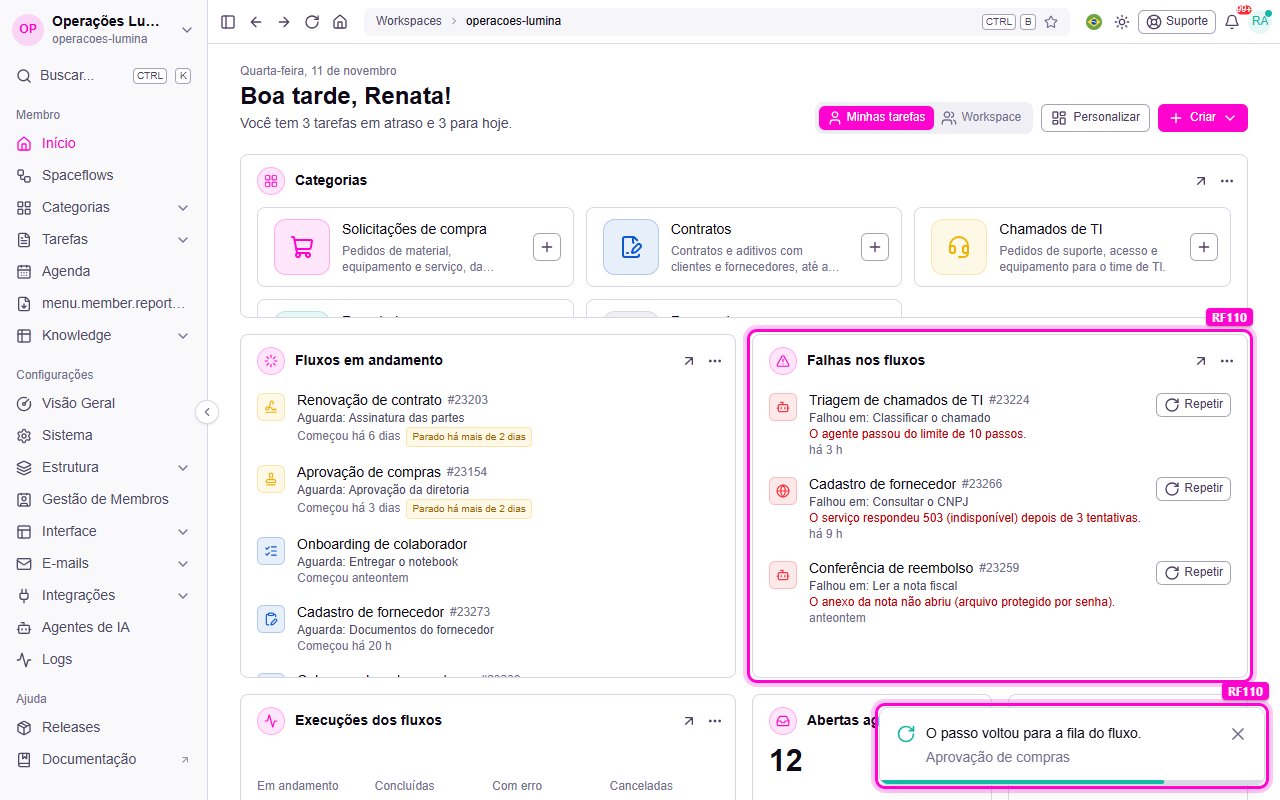 OP
Operações Lu...
operacoes-lumina
Buscar...
CTRL
K
Membro
Início
Spaceflows
Categorias
Tarefas
Agenda
menu.member.report...
Knowledge
Configurações
Visão Geral
Sistema
Estrutura
Gestão de Membros
Interface
E-mails
Integrações
Agentes de IA
Logs
Ajuda
Releases
Documentação
Workspaces
operacoes-lumina
CTRL
B
Suporte
99+
RA
Quarta-feira, 11 de novembro
Boa tarde, Renata!
Você tem 3 tarefas em atraso e 3 para hoje.
Minhas tarefas
Workspace
Personalizar
Criar
Categorias
Solicitações de compra
Pedidos de material,
equipamento e serviço, da...
Contratos
Contratos e aditivos com
clientes e fornecedores, até a...
Chamados de TI
Pedidos de suporte, acesso e
equipamento para o time de TI.
Fluxos em andamento
Renovação de contrato #23203
Aguarda: Assinatura das partes
Começou há 6 dias
Parado há mais de 2 dias
Aprovação de compras #23154
Aguarda: Aprovação da diretoria
Começou há 3 dias
Parado há mais de 2 dias
Onboarding de colaborador
Aguarda: Entregar o notebook
Começou anteontem
Cadastro de fornecedor #23273
Aguarda: Documentos do fornecedor
Começou há 20 h
RF110
Falhas nos fluxos
Triagem de chamados de TI #23224
Falhou em: Classificar o chamado
O agente passou do limite de 10 passos.
há 3 h
Repetir
Cadastro de fornecedor #23266
Falhou em: Consultar o CNPJ
O serviço respondeu 503 (indisponível) depois de 3 tentativas.
há 9 h
Repetir
Conferência de reembolso #23259
Falhou em: Ler a nota fiscal
O anexo da nota não abriu (arquivo protegido por senha).
anteontem
Repetir
Execuções dos fluxos
Em andamento
Concluídas
Com erro
Canceladas
Abertas ag
12
RF110
O passo voltou para a fila do fluxo.
Aprovação de compras